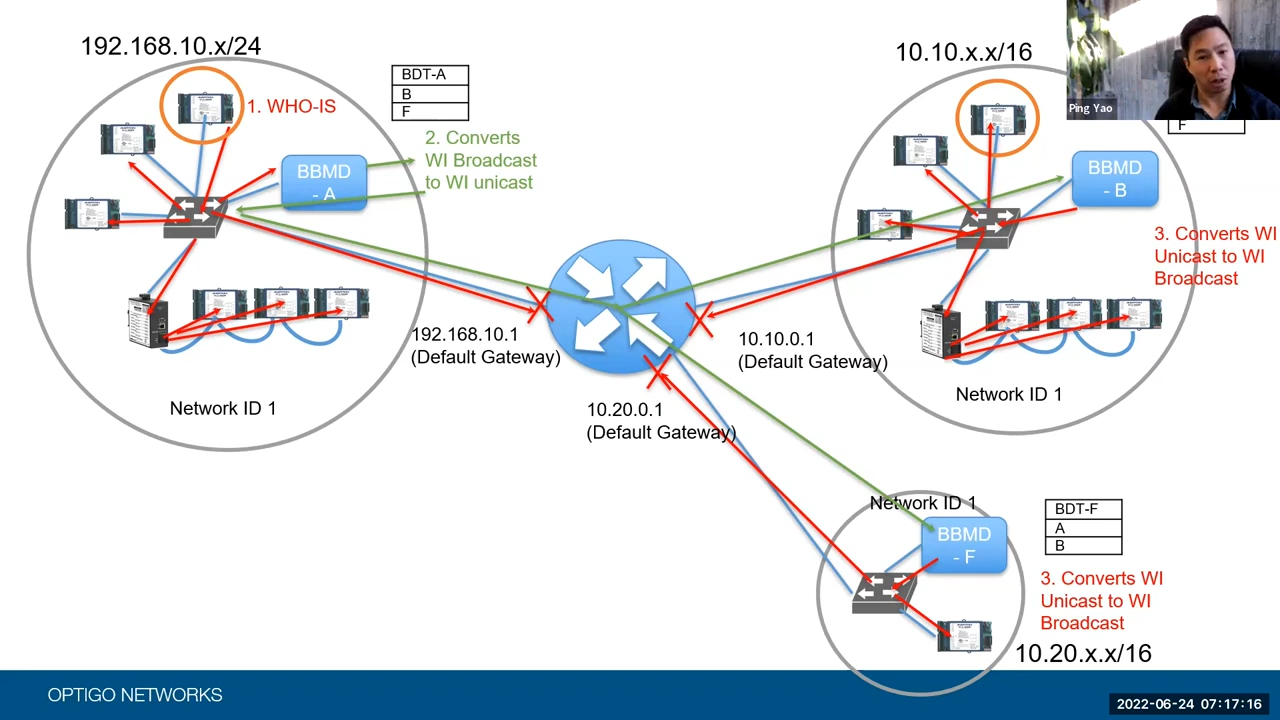 192.168.10.x/24
10.10.x.x/16
Ping Yao
BDT-A
B
F
1. WHO-IS
2. Converts
WI Broadcast
to WI unicast
BBMD
- A
BBMD
- B
F
3. Converts WI
Unicast to WI
Broadcast
192.168.10.1
(Default Gateway)
10.10.0.1
(Default Gateway)
10.20.0.1
(Default Gateway)
Network ID 1
Network ID 1
Network ID 1
BBMD
- F
BDT-F
A
B
3. Converts WI
Unicast to WI
Broadcast
10.20.x.x/16
OPTIGO NETWORKS
2022-06-24 07:17:16